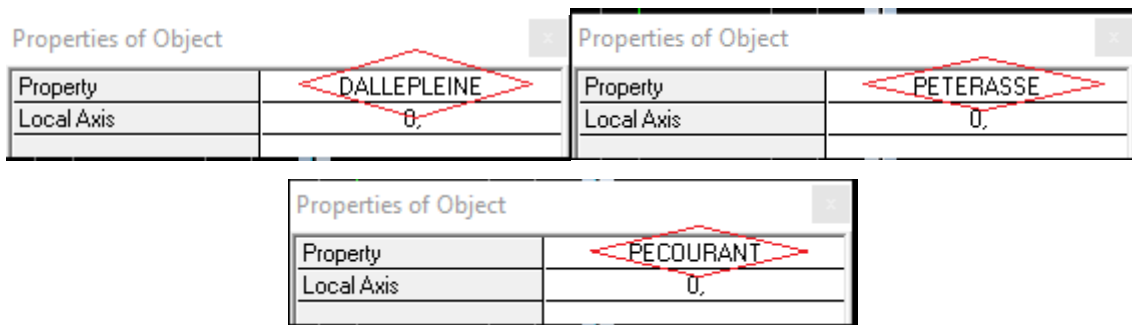 Properties of Object x
Property DALLEPLEINE
Local Axis 0,
Properties of Object x
Property PETERASSE
Local Axis 0,
Properties of Object x
Property PECOURANT
Local Axis 0,